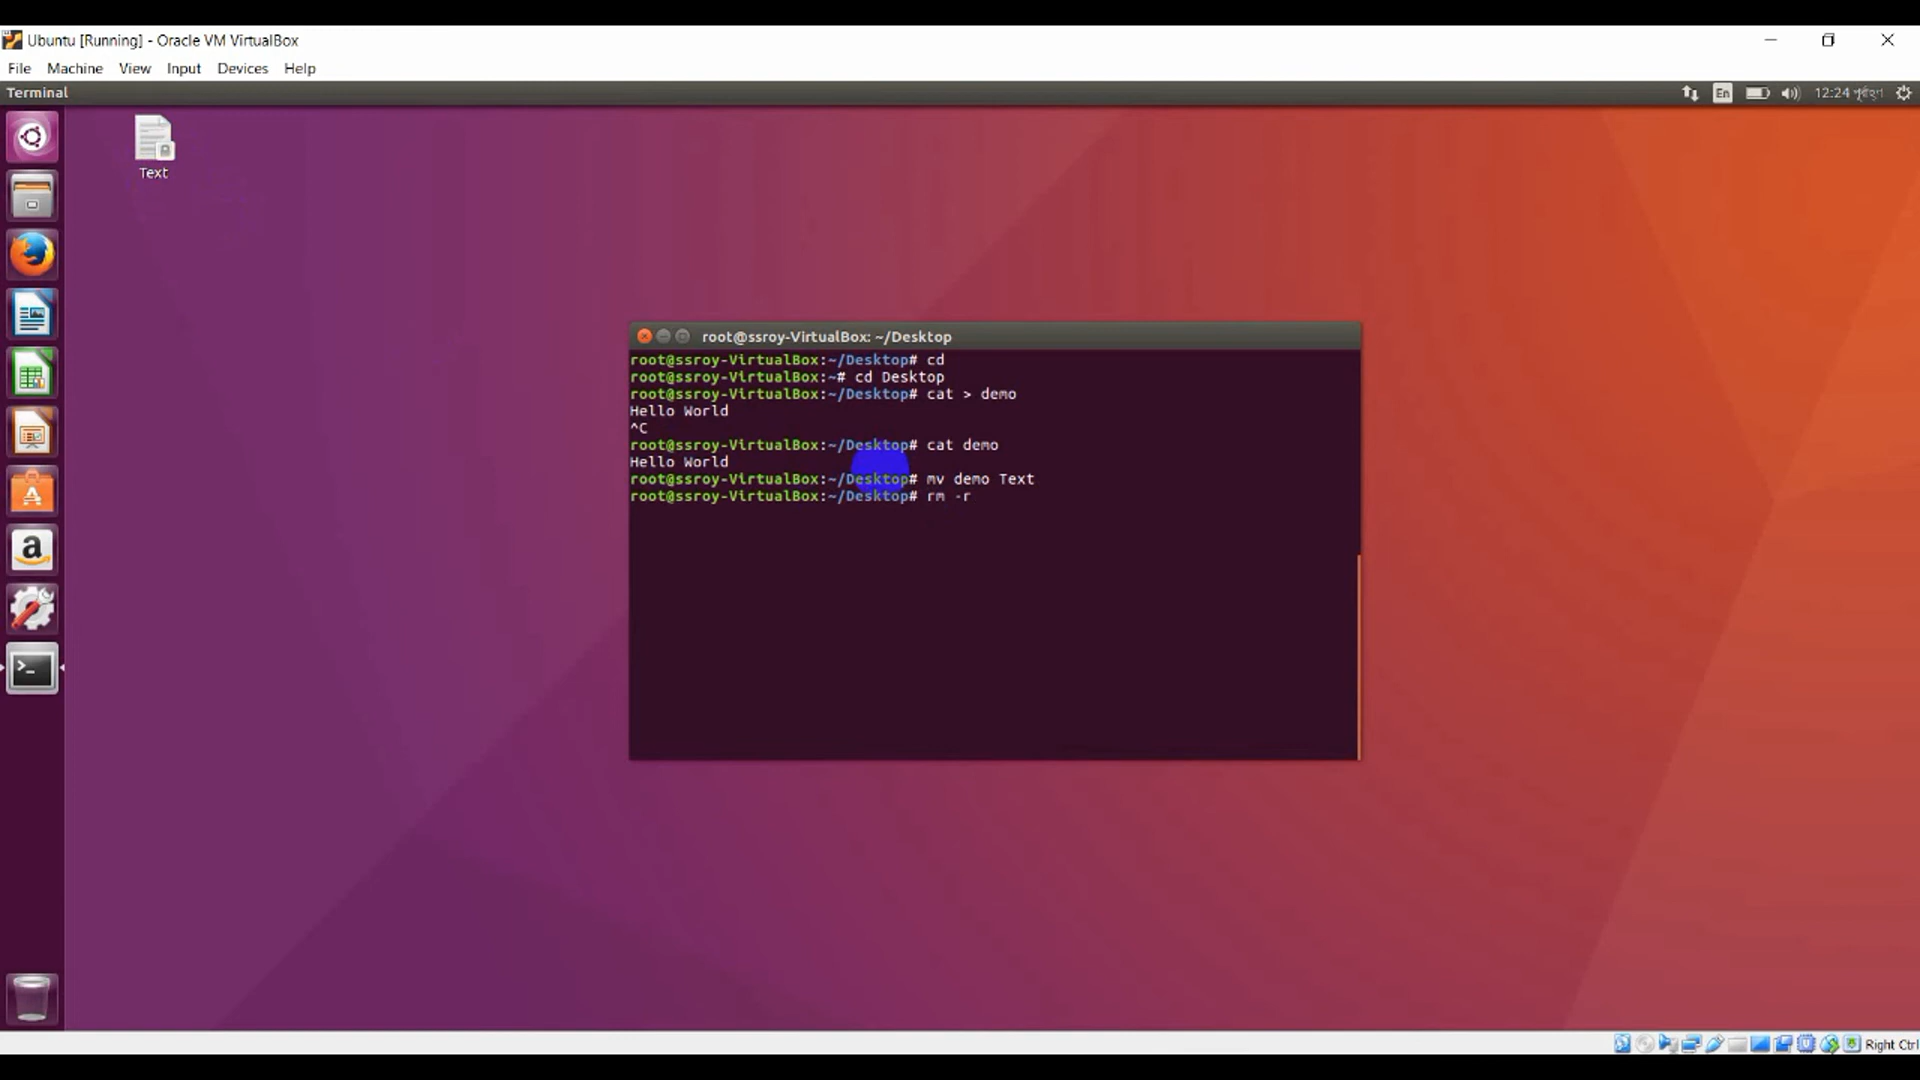 Ubuntu [Running] - Oracle VM VirtualBox
File Machine View Input Devices Help
Terminal
En
12:24
Text
root@ssroy-VirtualBox: ~/Desktop
root@ssroy-VirtualBox:~/Desktop# cd
root@ssroy-VirtualBox:~# cd Desktop
root@ssroy-VirtualBox:~/Desktop# cat > demo
Hello World
^C
root@ssroy-VirtualBox:~/Desktop# cat demo
Hello World
root@ssroy-VirtualBox:~/Desktop# mv demo Text
root@ssroy-VirtualBox:~/Desktop# rm -r
Right Ctrl